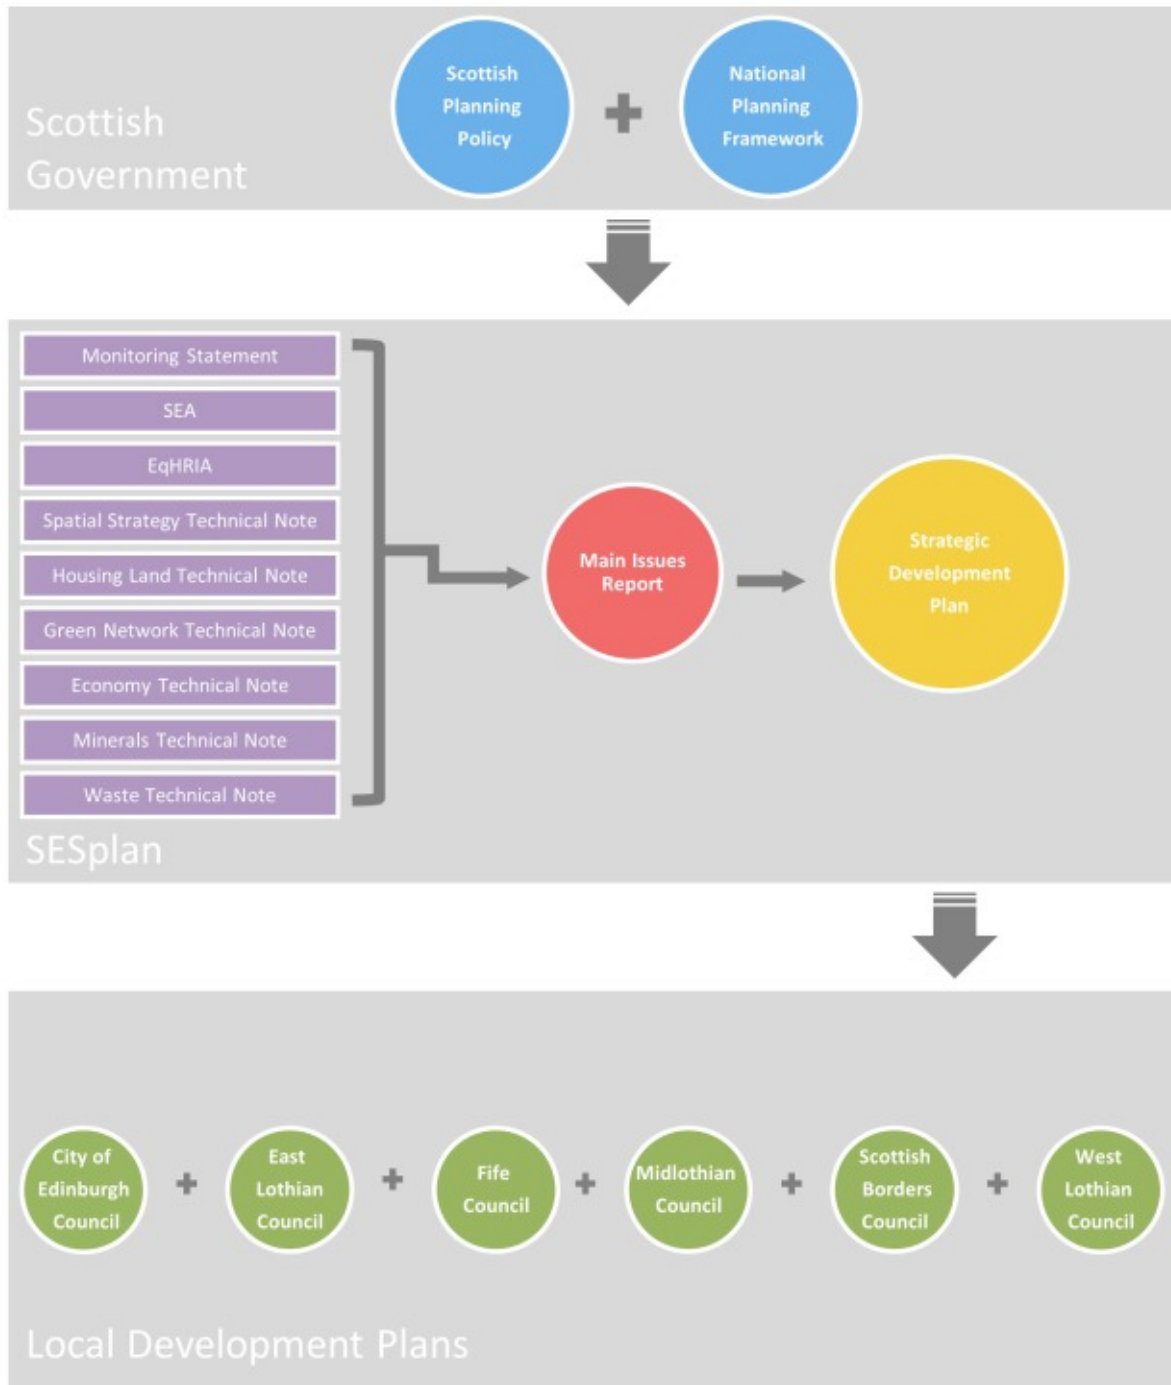 Scottish
Planning
Policy
National
Planning
Framework
Scottish
Government
Monitoring Statement
SEA
EqHRIA
Spatial Strategy Technical Note
Housing Land Technical Note
Green Network Technical Note
Economy Technical Note
Minerals Technical Note
Waste Technical Note
Main Issues
Report
Strategic
Development
Plan
SESplan
City of
Edinburgh
Council
East
Lothian
Council
Fife
Council
Midlothian
Council
Scottish
Borders
Council
West
Lothian
Council
Local Development Plans